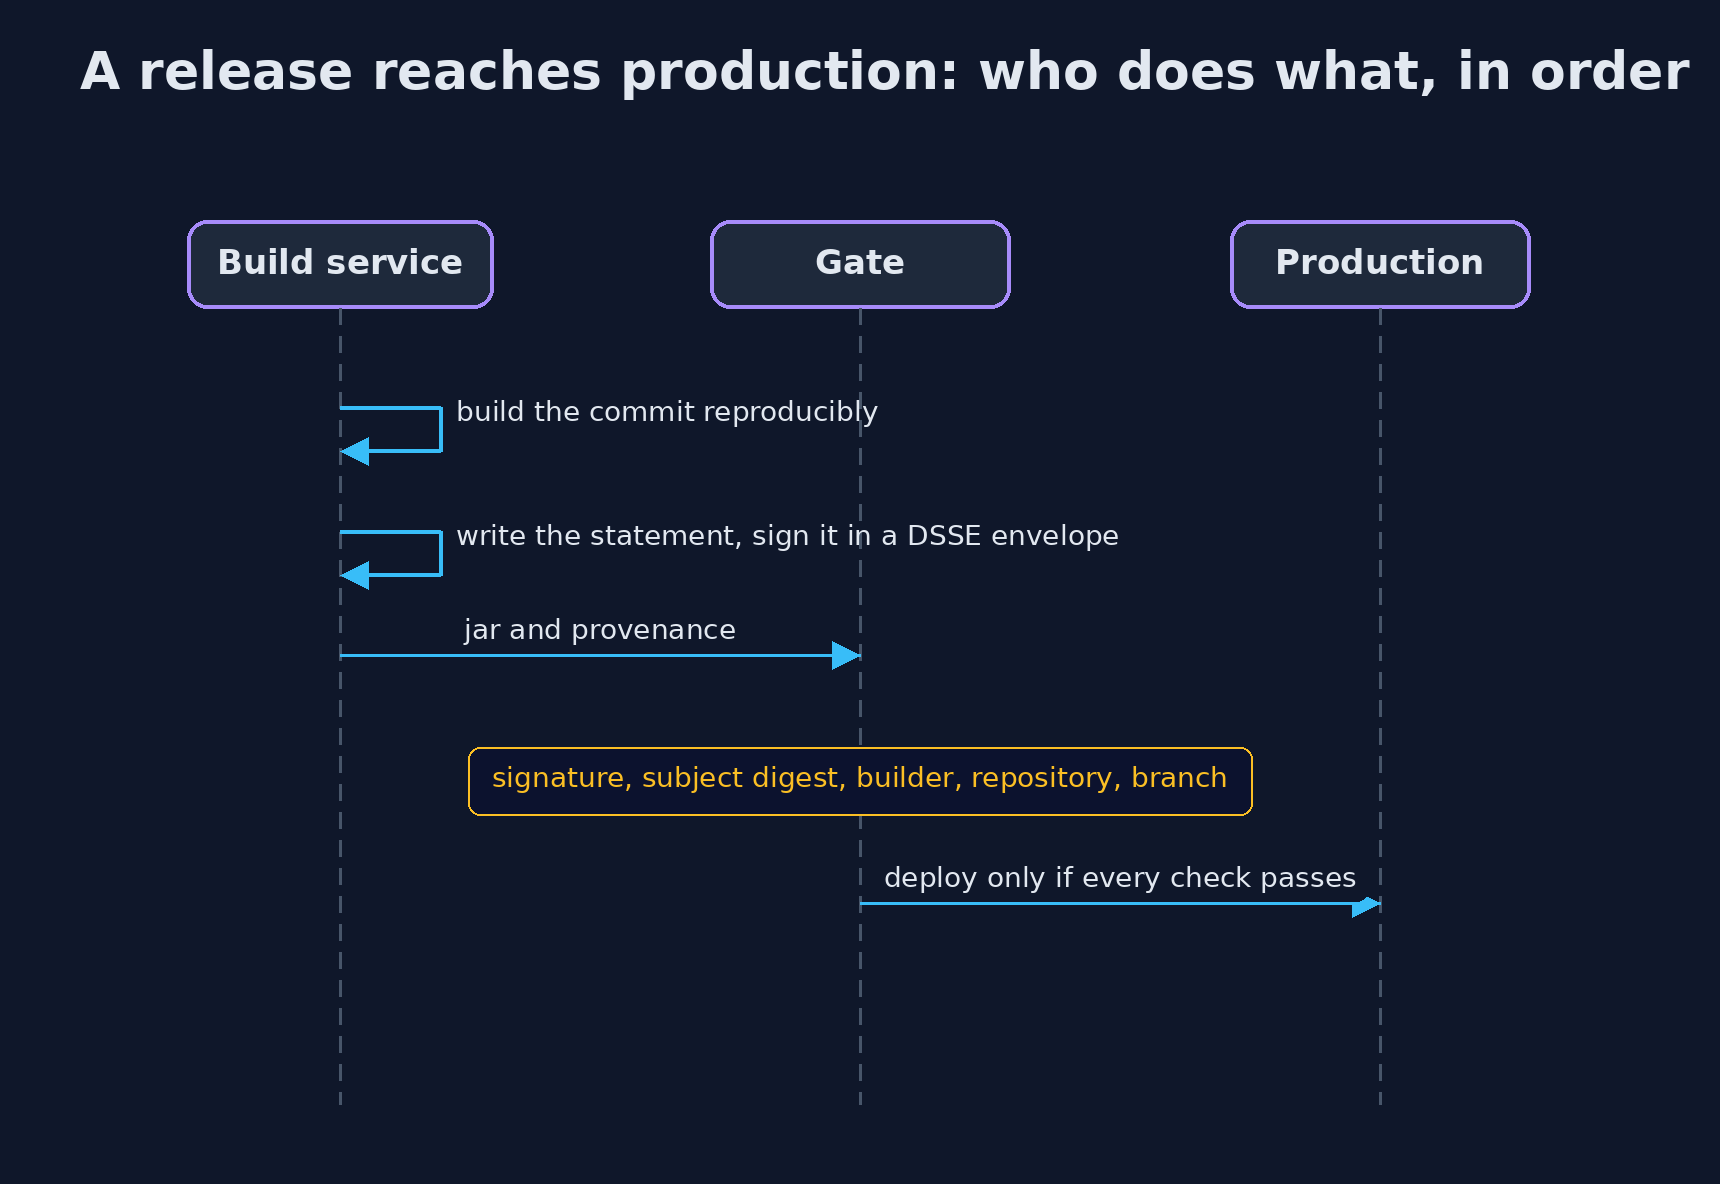 A release reaches production: who does what, in order
Build service
Gate
Production
build the commit reproducibly
write the statement, sign it in a DSSE envelope
jar and provenance
signature, subject digest, builder, repository, branch
deploy only if every check passes